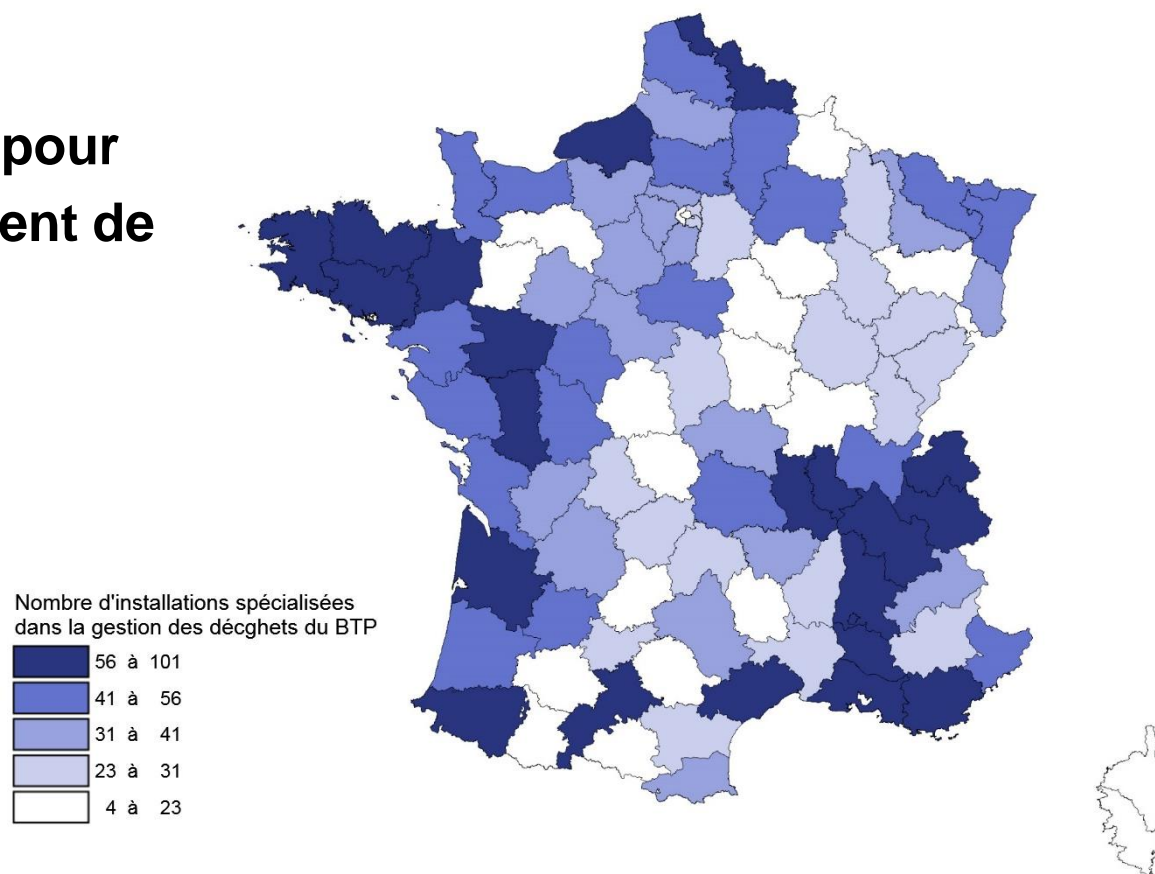 pour
ent de
Nombre d'installations spécialisées
dans la gestion des décghets du BTP
56 à 101
41 à 56
31 à 41
23 à 31
4 à 23